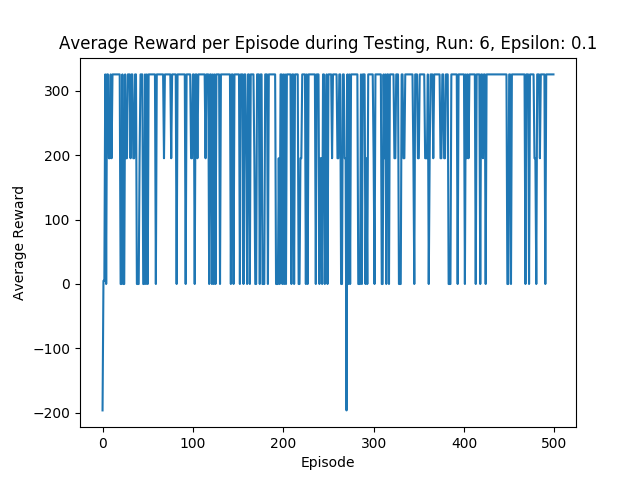 Average Reward per Episode during Testing, Run: 6, Epsilon: 0.1
300
200
100
0
−100
−200
Average Reward
0 100 200 300 400 500
Episode